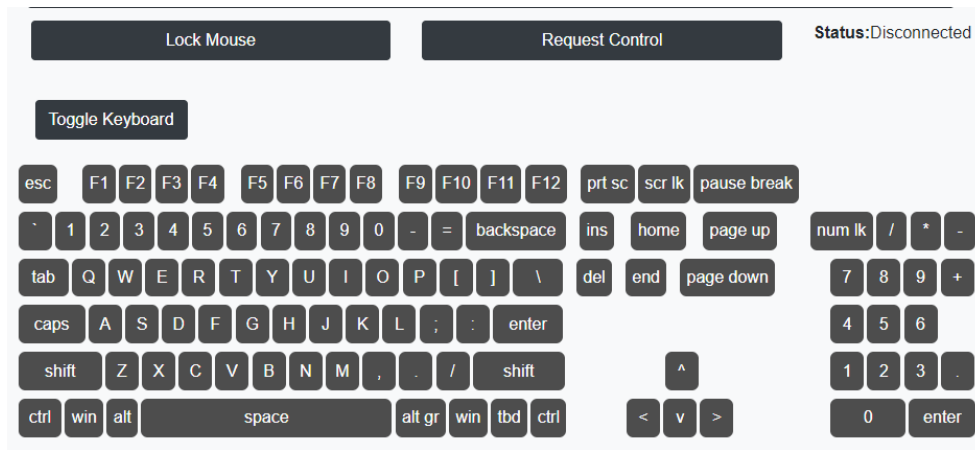 Lock Mouse Request Control Status:Disconnected
Toggle Keyboard
esc F1 F2 F3 F4 F5 F6 F7 F8 F9 F10 F11 F12 prt sc scr lk pause break
` 1 2 3 4 5 6 7 8 9 0 - = backspace ins home page up num lk / * -
tab Q W E R T Y U I O P [ ] \ del end page down 7 8 9 +
caps A S D F G H J K L ; : enter 4 5 6
shift Z X C V B N M , . / shift ^ 1 2 3 .
ctrl win alt space alt gr win tbd ctrl < v > 0 enter